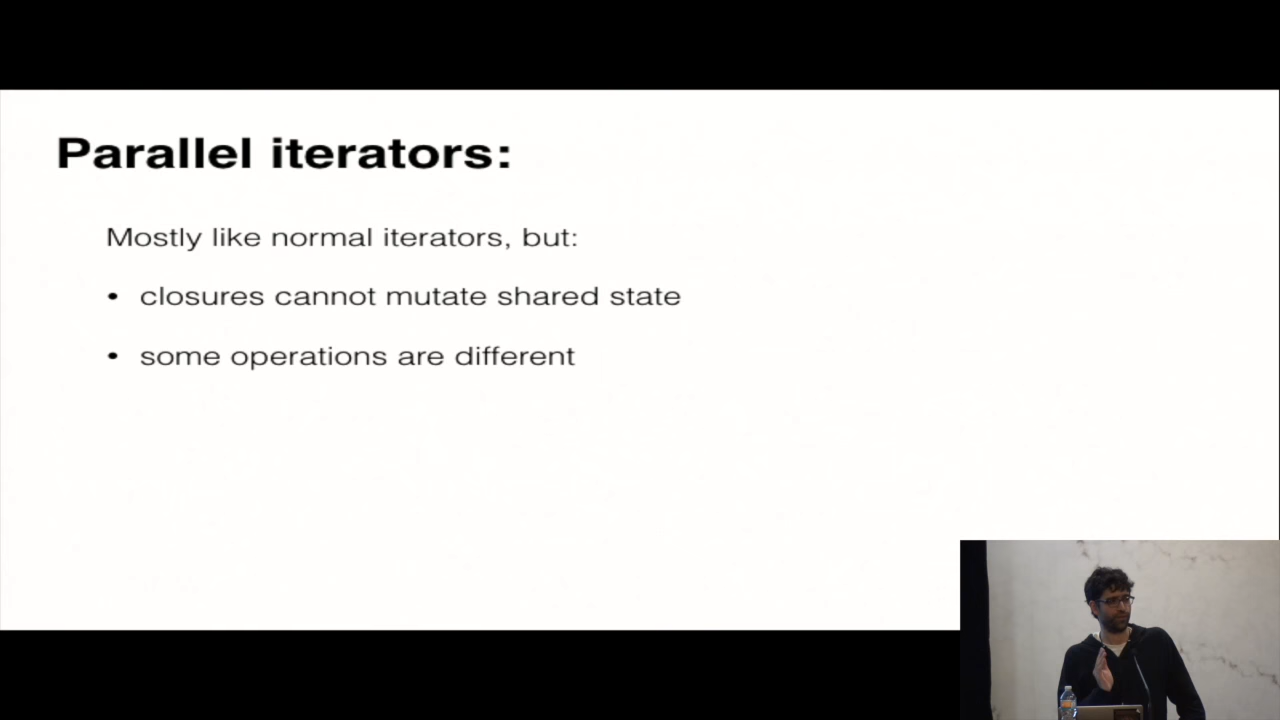 Parallel iterators:
Mostly like normal iterators, but:
• closures cannot mutate shared state
• some operations are different